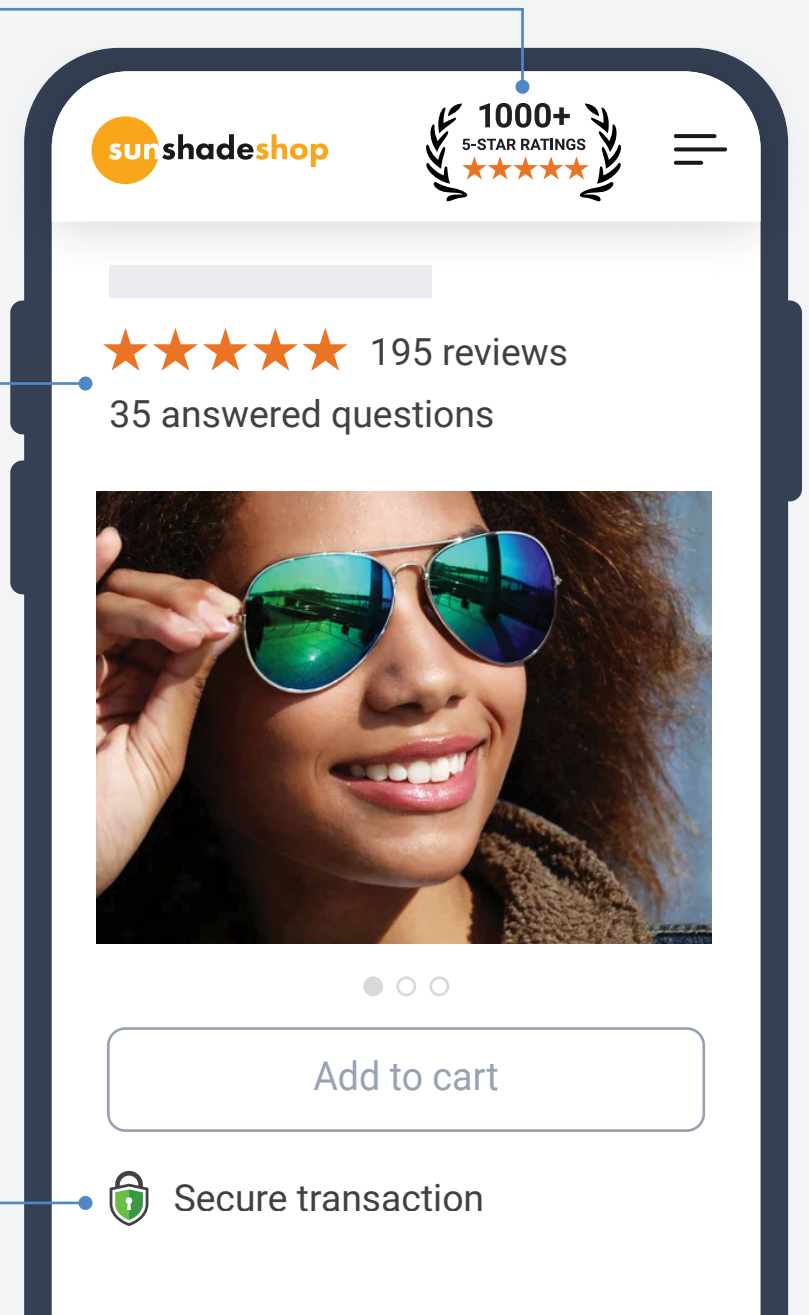 sunshadeshop
1000+
5-STAR RATINGS
195 reviews
35 answered questions
Add to cart
Secure transaction